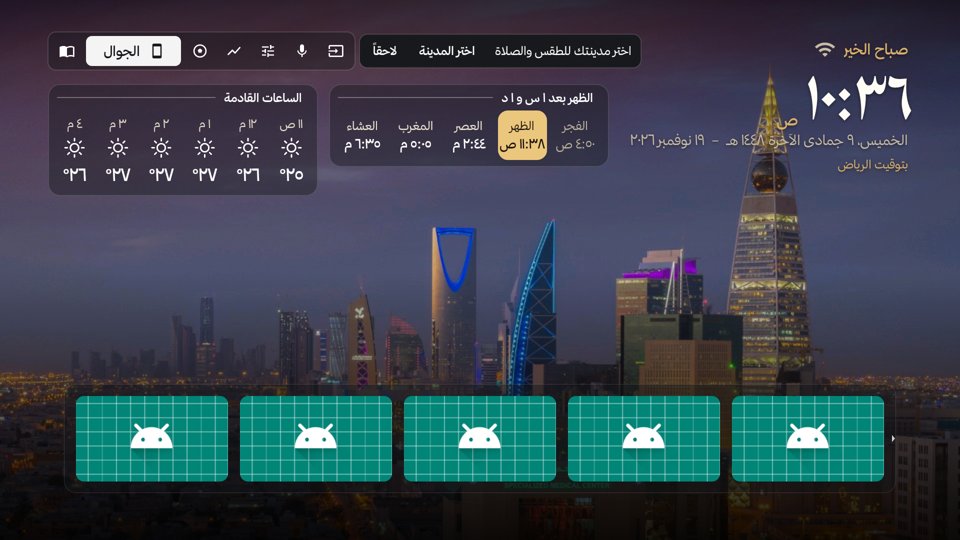 صباح الخير
١٠:٣٦ ص
الخميس، ٩ جمادى الآخرة ١٤٤٨ هـ – ١٩ نوفمبر ٢٠٢٦
بتوقيت الرياض
اختر مدينتك للطقس والصلاة اختر المدينة لاحقاً
الجوال
الظهر بعد ١ س و ١ د
الفجر الظهر العصر المغرب العشاء
٤:٥٠ ص ١١:٣٨ ص ٢:٤٤ م ٥:٠٥ م ٦:٣٥ م
الساعات القادمة
١١ ص ١٢ م ١ م ٢ م ٣ م ٤ م
°٢٥ °٢٦ °٢٧ °٢٧ °٢٧ °٢٦